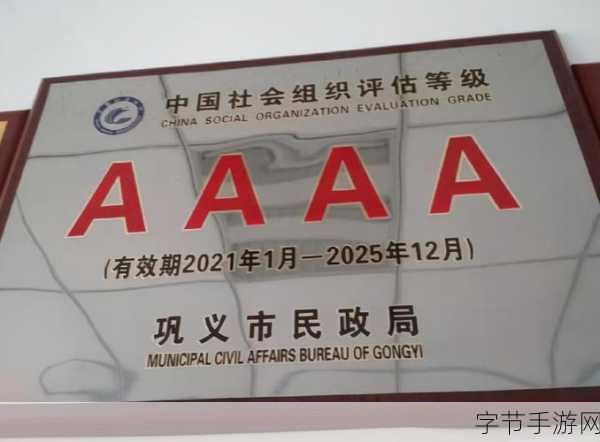 中国社会组织评估等级
CHINA SOCIAL ORGANIZATION EVALUATION GRADE
AAAA
(有效期2021年1月—2025年12月)
巩义市民政局
MUNICIPAL CIVIL AFFAIRS BUREAU OF GONGYI
字节手游网